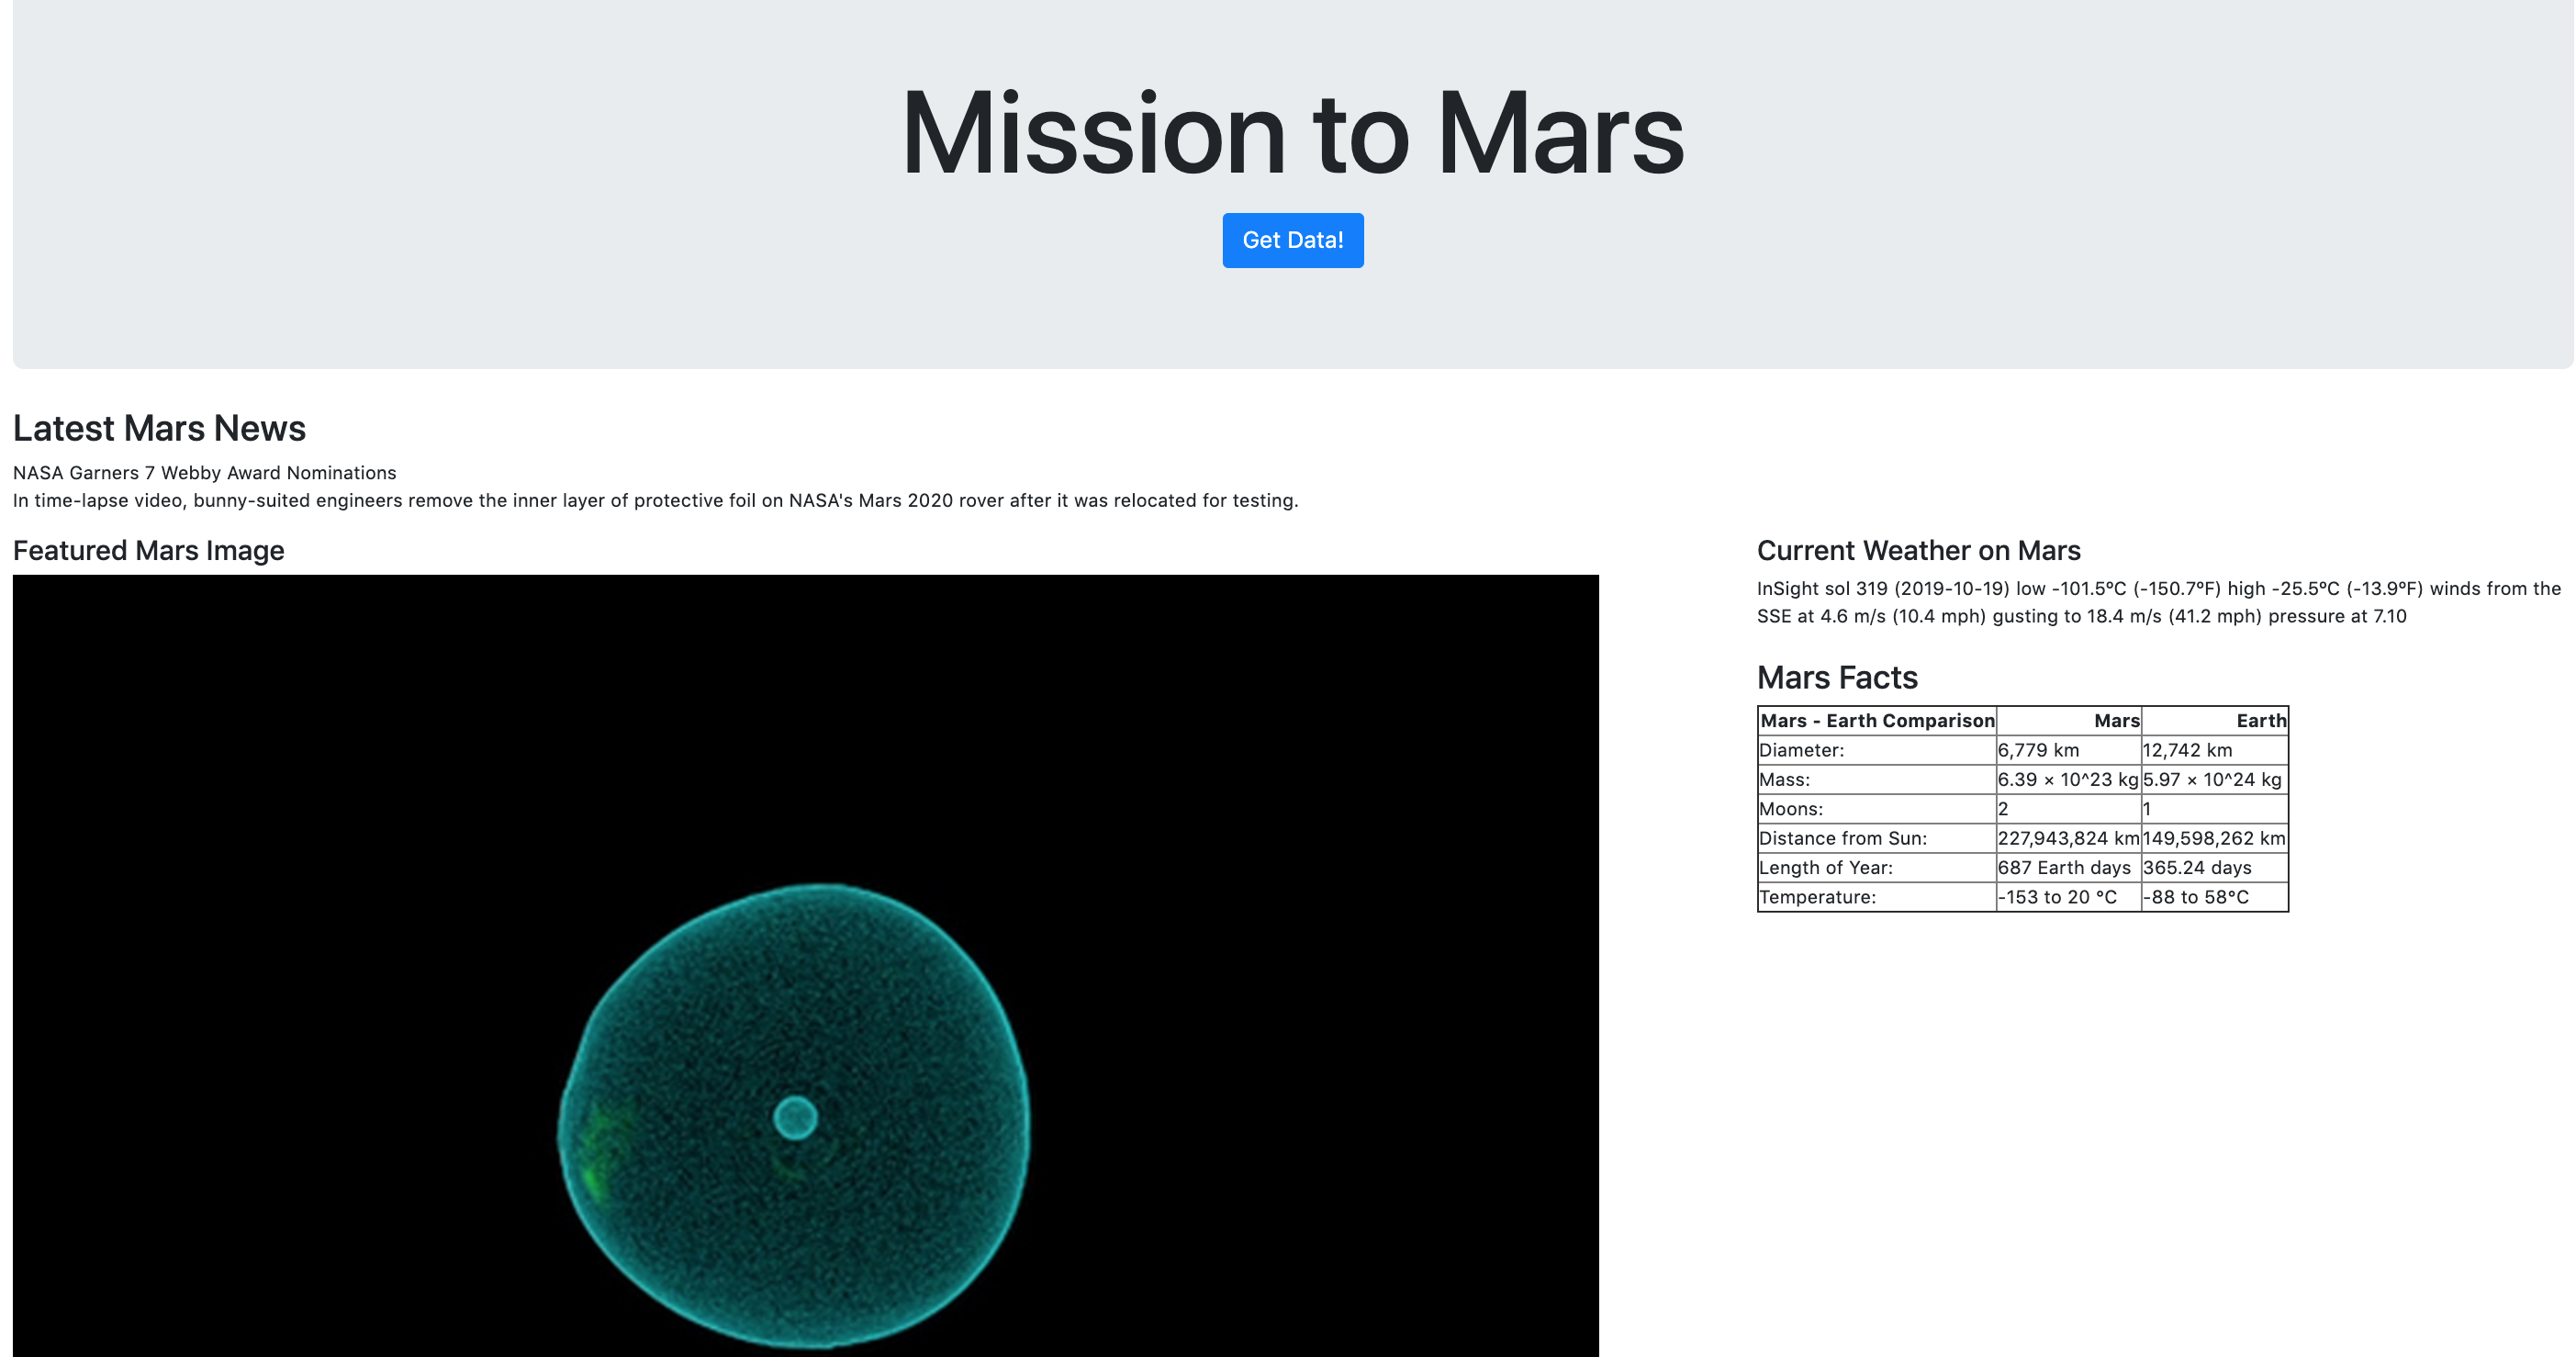 Mission to Mars
Get Data!
Latest Mars News
NASA Garners 7 Webby Award Nominations
In time-lapse video, bunny-suited engineers remove the inner layer of protective foil on NASA's Mars 2020 rover after it was relocated for testing.
Featured Mars Image
Current Weather on Mars
InSight sol 319 (2019-10-19) low -101.5ºC (-150.7ºF) high -25.5ºC (-13.9ºF) winds from the
SSE at 4.6 m/s (10.4 mph) gusting to 18.4 m/s (41.2 mph) pressure at 7.10
Mars Facts
Mars - Earth Comparison Mars Earth
Diameter: 6,779 km 12,742 km
Mass: 6.39 × 10^23 kg 5.97 × 10^24 kg
Moons: 2 1
Distance from Sun: 227,943,824 km 149,598,262 km
Length of Year: 687 Earth days 365.24 days
Temperature: -153 to 20 °C -88 to 58°C